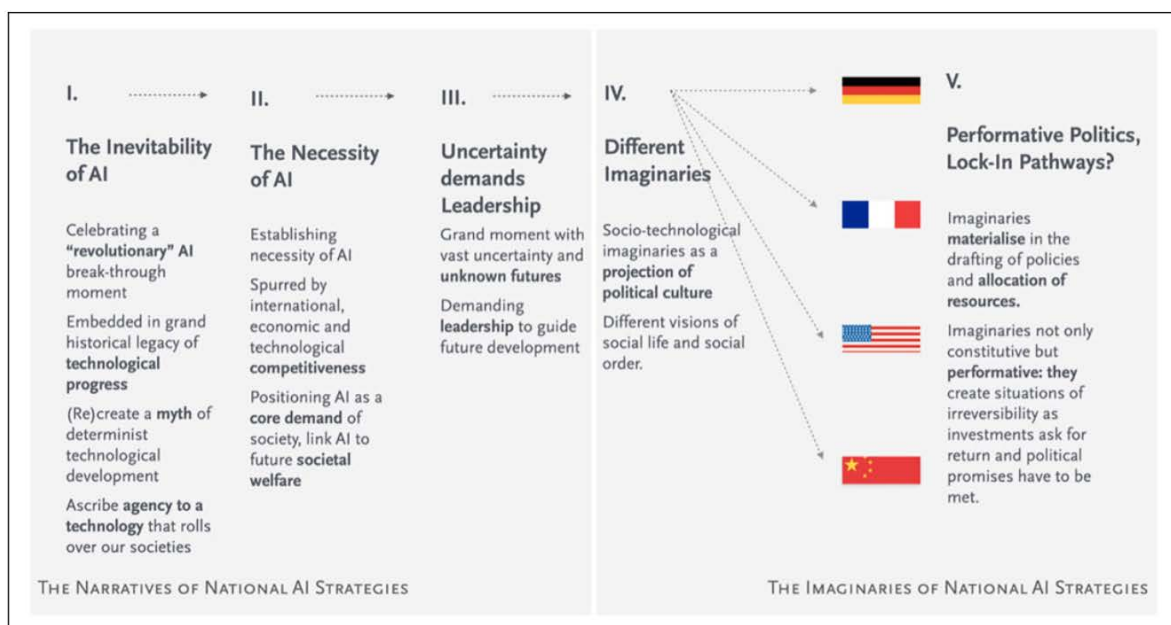 I.
The Inevitability
of AI
Celebrating a
“revolutionary” AI
break-through
moment
Embedded in grand
historical legacy of
technological
progress
(Re)create a myth of
determinist
technological
development
Ascribe agency to a
technology that rolls
over our societies
II.
The Necessity
of AI
Establishing
necessity of AI
Spurred by
international,
economic and
technological
competitiveness
Positioning AI as a
core demand of
society, link AI to
future societal
welfare
III.
Uncertainty
demands
Leadership
Grand moment with
vast uncertainty and
unknown futures
Demanding
leadership to guide
future development
THE NARRATIVES OF NATIONAL AI STRATEGIES
IV.
Different
Imaginaries
Socio-technological
imaginaries as a
projection of
political culture
Different visions of
social life and social
order.
V.
Performative Politics,
Lock-In Pathways?
Imaginaries
materialise in the
drafting of policies
and allocation of
resources.
Imaginaries not only
constitutive but
performative: they
create situations of
irreversibility as
investments ask for
return and political
promises have to be
met.
THE IMAGINARIES OF NATIONAL AI STRATEGIES